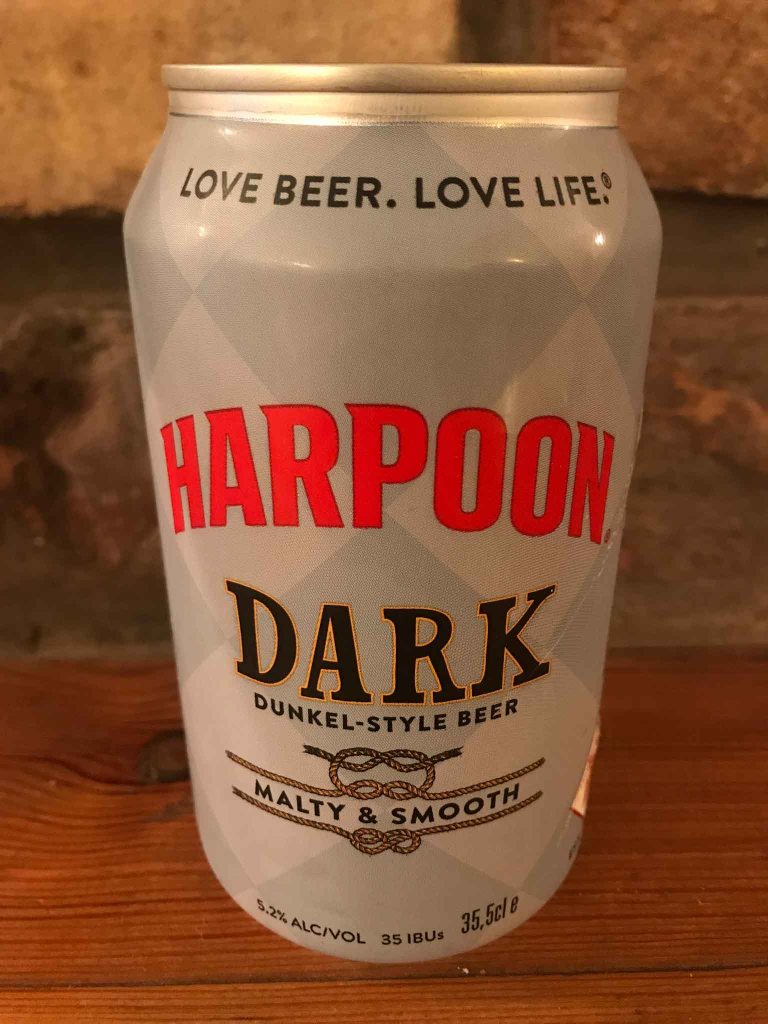 LOVE BEER. LOVE LIFE.®
HARPOON
DARK
DUNKEL-STYLE BEER
MALTY & SMOOTH
5.2% ALC/VOL 35 IBUs 35,5cl e